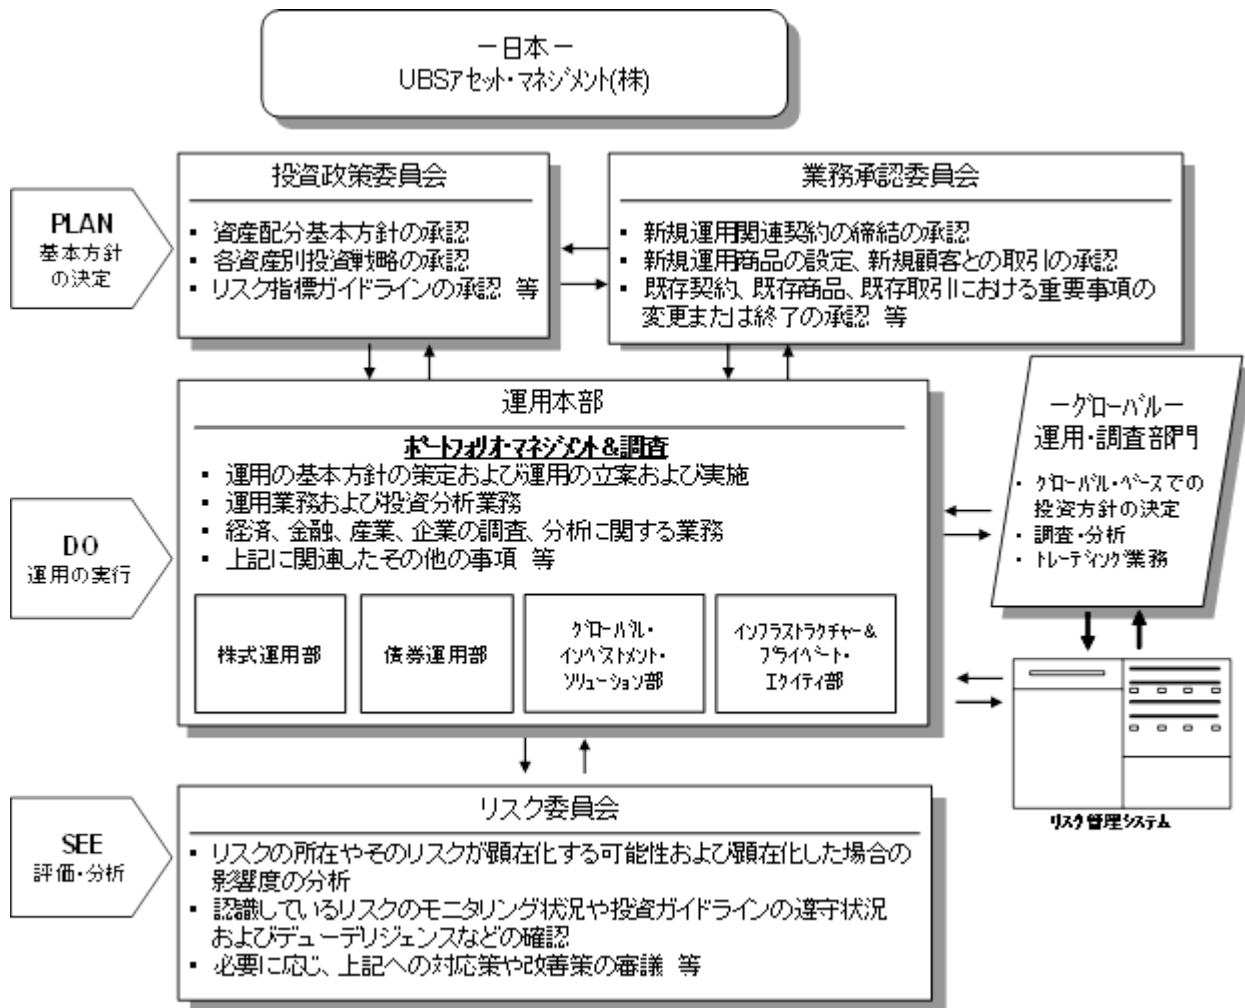 －日本－
UBSアセット・マネジメント(株)
PLAN
基本方針
の決定
投資政策委員会
▪ 資産配分基本方針の承認
▪ 各資産別投資戦略の承認
▪ リスク指標ガイドラインの承認 等
業務承認委員会
▪ 新規運用関連契約の締結の承認
▪ 新規運用商品の設定、新規顧客との取引の承認
▪ 既存契約、既存商品、既存取引における重要事項の
変更または終了の承認 等
DO
運用の実行
運用本部
ポートフォリオ・マネジメント＆調査
▪ 運用の基本方針の策定および運用の立案および実施
▪ 運用業務および投資分析業務
▪ 経済、金融、産業、企業の調査、分析に関する業務
▪ 上記に関連したその他の事項 等
株式運用部
債券運用部
グローバル・
インベストメント・
ソリューション部
インフラストラクチャー＆
プライベート・
エクイティ部
－グローバル－
運用・調査部門
・ グローバル・ベースでの
投資方針の決定
▪ 調査・分析
▪ トレーディング業務
リスク管理システム
SEE
評価・分析
リスク委員会
▪ リスクの所在やそのリスクが顕在化する可能性および顕在化した場合の
影響度の分析
▪ 認識しているリスクのモニタリング状況や投資ガイドラインの遵守状況
およびデューデリジェンスなどの確認
▪ 必要に応じ、上記への対応策や改善策の審議 等